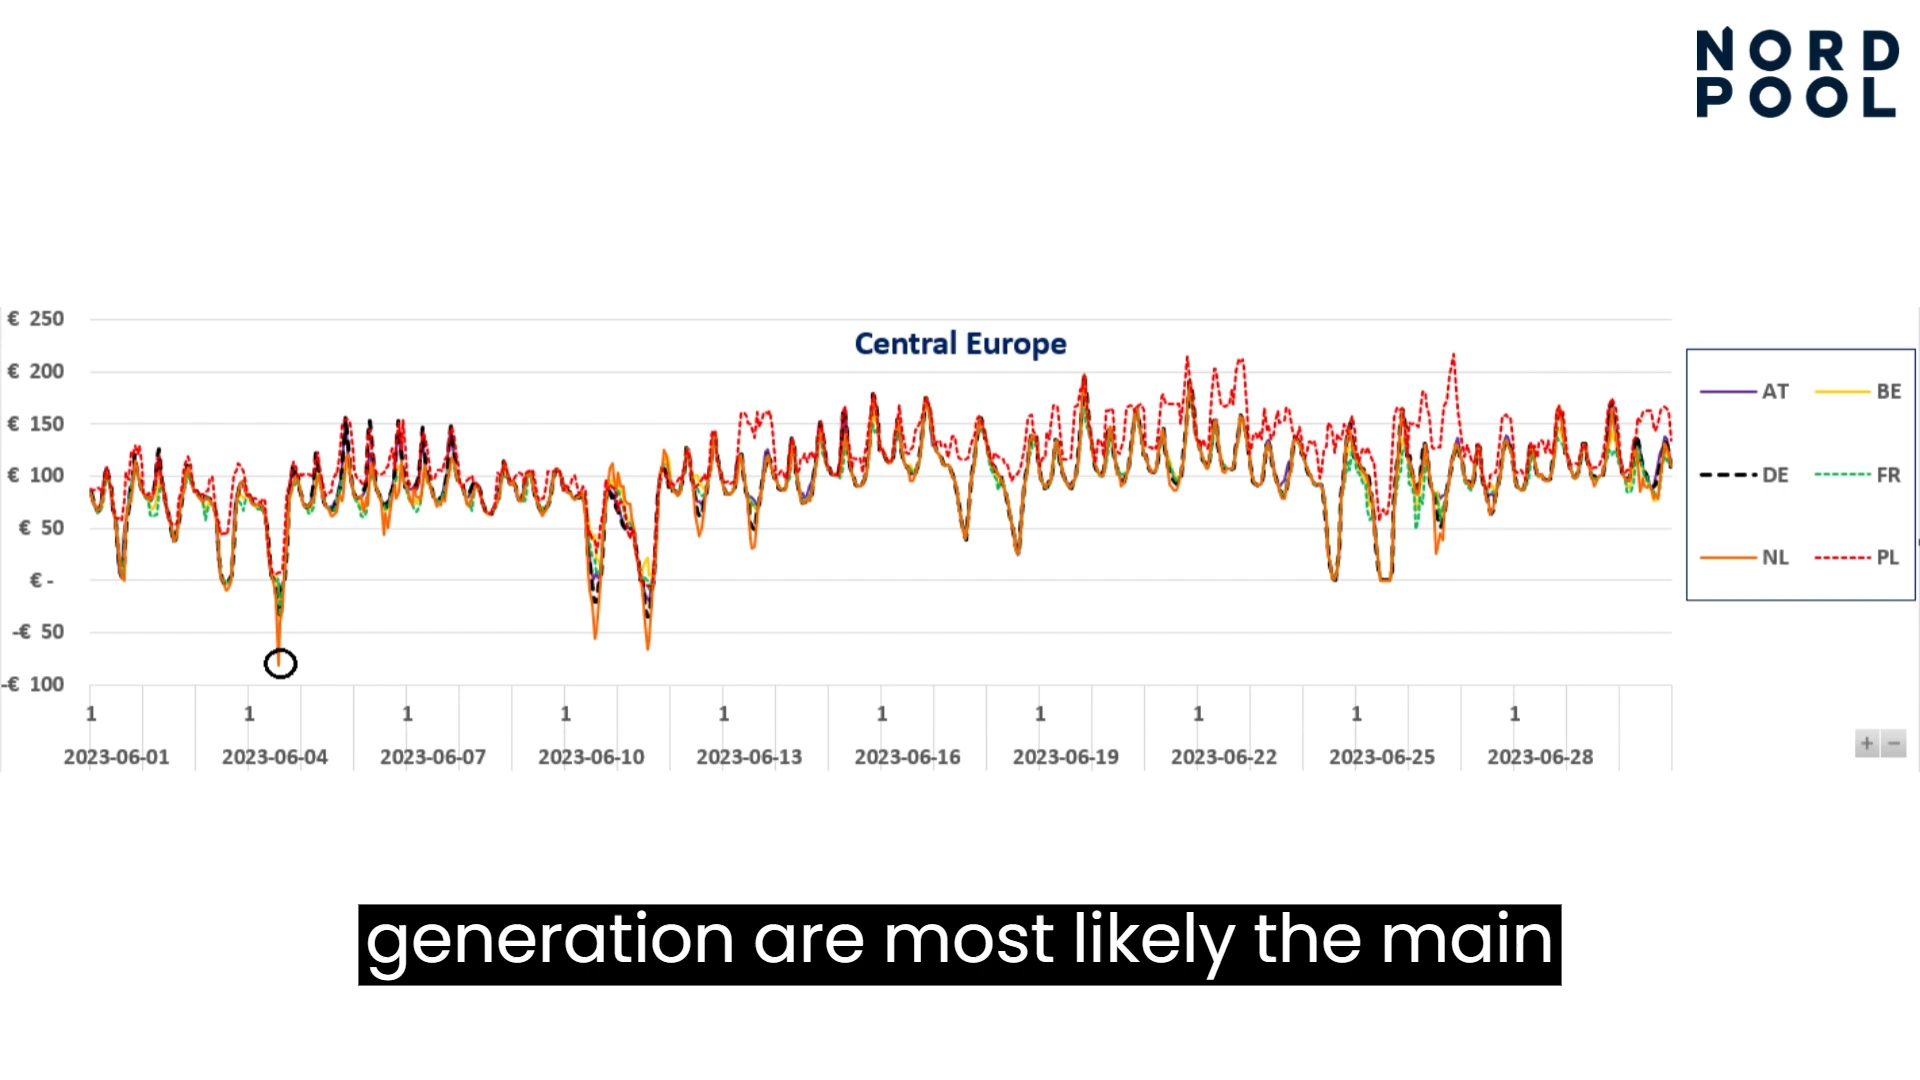 NORD
POOL
Central Europe
€ 250
€ 200
€ 150
€ 100
€ 50
€ -
-€ 50
-€ 100
AT BE
DE FR
NL PL
1 1 1 1 1 1 1 1 1 1
2023-06-01 2023-06-04 2023-06-07 2023-06-10 2023-06-13 2023-06-16 2023-06-19 2023-06-22 2023-06-25 2023-06-28
+ −
generation are most likely the main